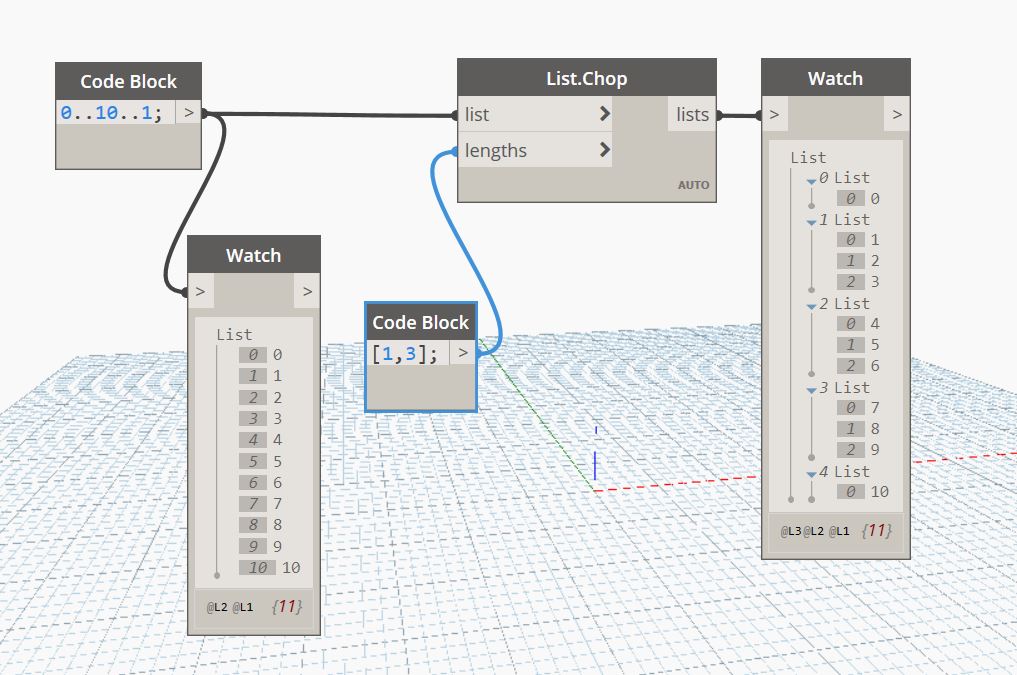 Code Block
0..10..1; >
List.Chop
list >
lists
lengths >
AUTO
Watch
> >
List
0 List
0 0
1 List
0 1
1 2
2 3
2 List
0 4
1 5
2 6
3 List
0 7
1 8
2 9
4 List
0 10
@L3 @L2 @L1 {11}
Watch
> >
List
0 0
1 1
2 2
3 3
4 4
5 5
6 6
7 7
8 8
9 9
10 10
@L2 @L1 {11}
Code Block
[1,3]; >